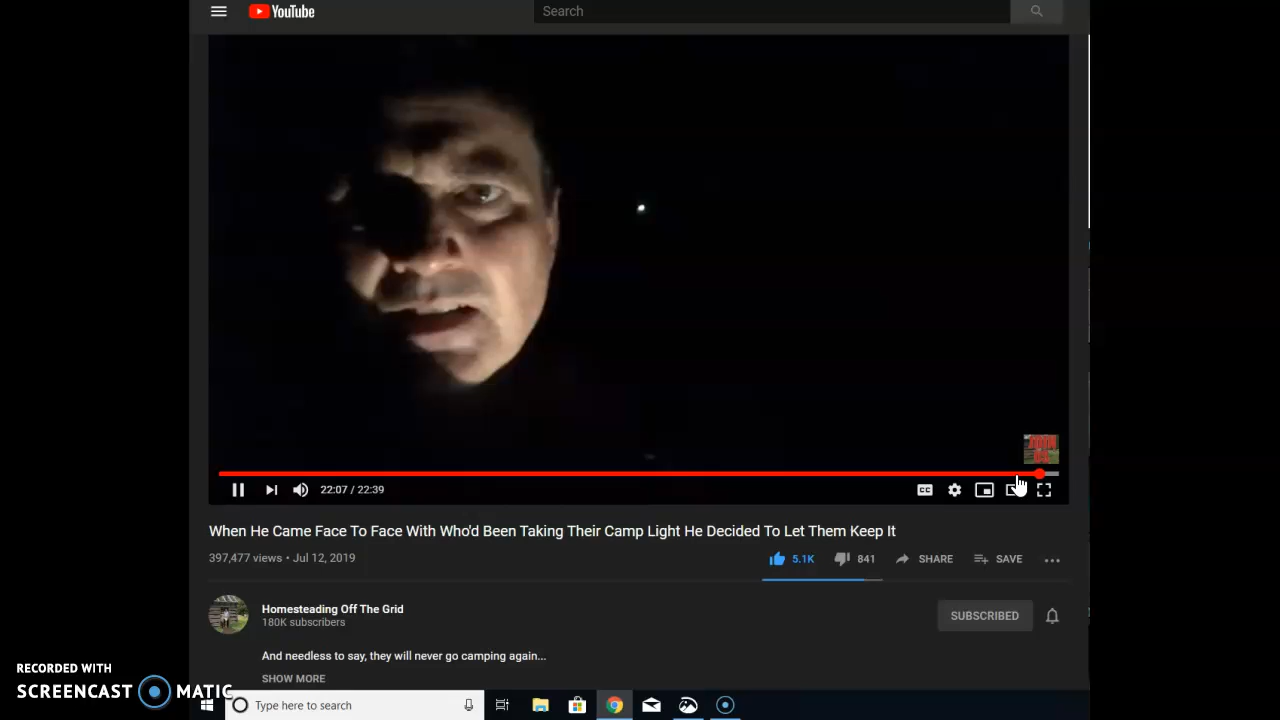 YouTube
Search
22:07 / 22:39
CC
When He Came Face To Face With Who'd Been Taking Their Camp Light He Decided To Let Them Keep It
397,477 views • Jul 12, 2019
5.1K 841 SHARE SAVE
Homesteading Off The Grid
180K subscribers
SUBSCRIBED
And needless to say, they will never go camping again...
SHOW MORE
RECORDED WITH
SCREENCAST MATIC
Type here to search